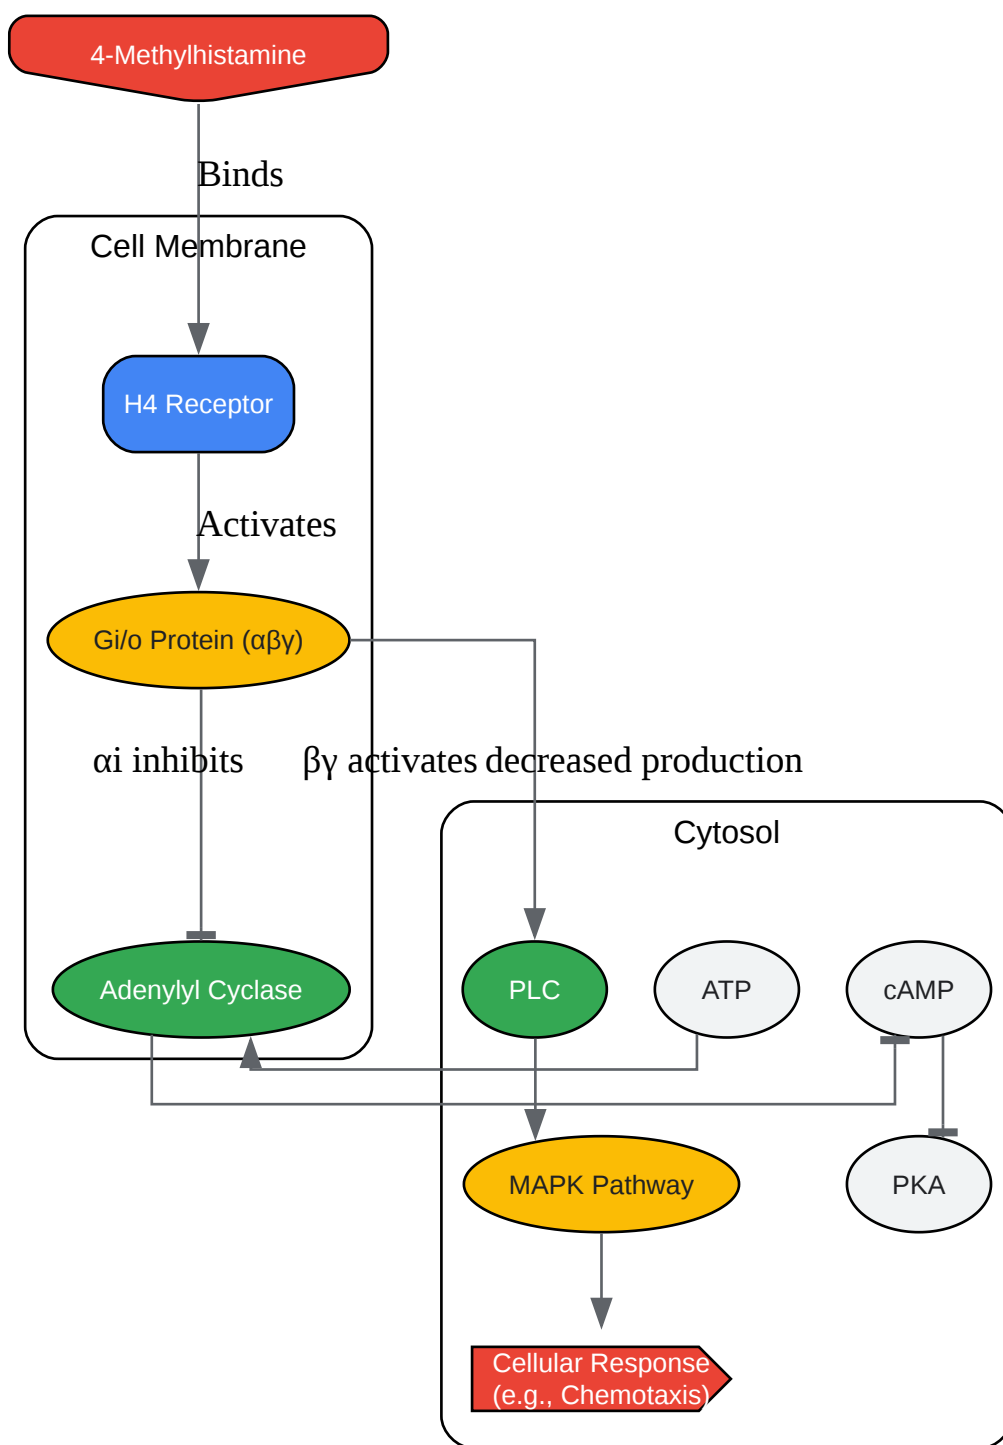 4-Methylhistamine
Binds
Cell Membrane
H4 Receptor
Activates
Gi/o Protein (αβγ)
αi inhibits
βγ activates
decreased production
Cytosol
Adenylyl Cyclase
PLC
ATP
cAMP
MAPK Pathway
PKA
Cellular Response
(e.g., Chemotaxis)